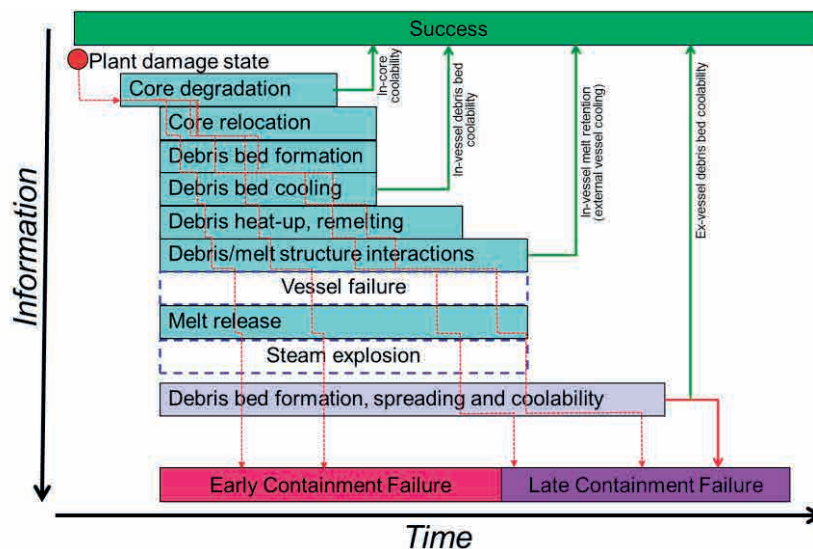 Success
Plant damage state
Core degradation
Core relocation
Debris bed formation
Debris bed cooling
Debris heat-up, remelting
Debris/melt structure interactions
Vessel failure
Melt release
Steam explosion
Debris bed formation, spreading and coolability
Early Containment Failure
Late Containment Failure
In-core
coolability
In-vessel debris bed
coolability
In-vessel melt retention
(external vessel cooling)
Ex-vessel debris bed coolability
Information
Time